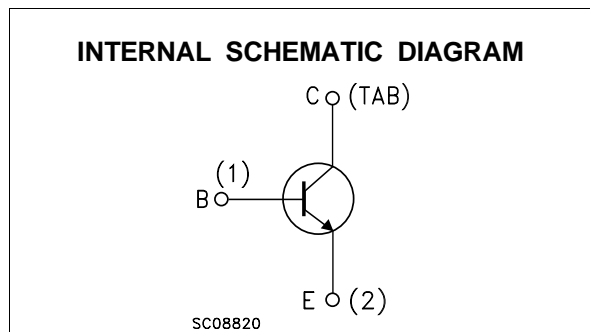 INTERNAL SCHEMATIC DIAGRAM
C (TAB)
(1)
B
E (2)
SC08820